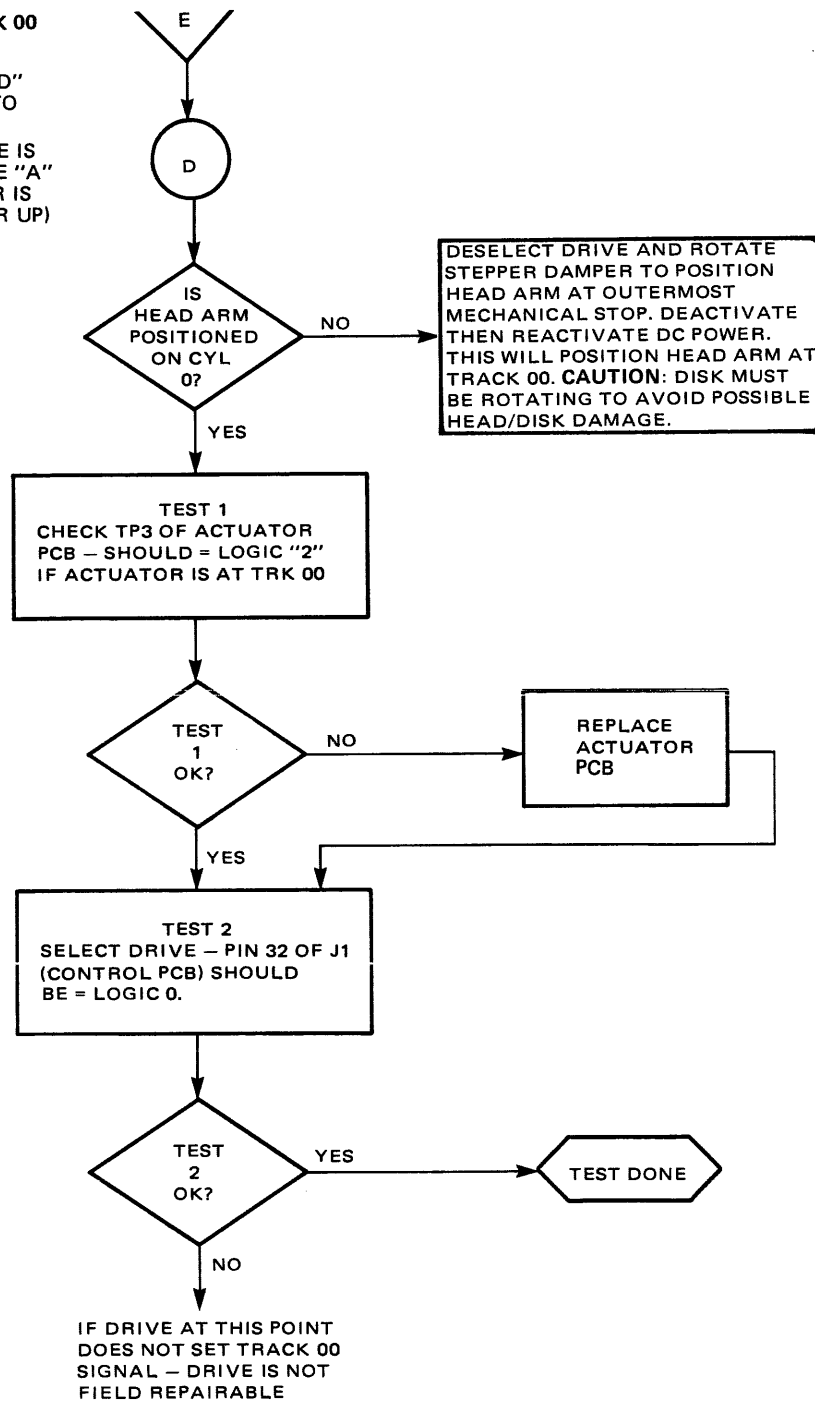 K 00
D"
TO
E IS
E "A"
R IS
R UP)
E
D
IS
HEAD ARM
POSITIONED
ON CYL
0?
NO
DESELECT DRIVE AND ROTATE
STEPPER DAMPER TO POSITION
HEAD ARM AT OUTERMOST
MECHANICAL STOP. DEACTIVATE
THEN REACTIVATE DC POWER.
THIS WILL POSITION HEAD ARM AT
TRACK 00. CAUTION: DISK MUST
BE ROTATING TO AVOID POSSIBLE
HEAD/DISK DAMAGE.
YES
TEST 1
CHECK TP3 OF ACTUATOR
PCB – SHOULD = LOGIC "2"
IF ACTUATOR IS AT TRK 00
TEST
1
OK?
NO
REPLACE
ACTUATOR
PCB
YES
TEST 2
SELECT DRIVE – PIN 32 OF J1
(CONTROL PCB) SHOULD
BE = LOGIC 0.
TEST
2
OK?
YES
TEST DONE
NO
IF DRIVE AT THIS POINT
DOES NOT SET TRACK 00
SIGNAL – DRIVE IS NOT
FIELD REPAIRABLE